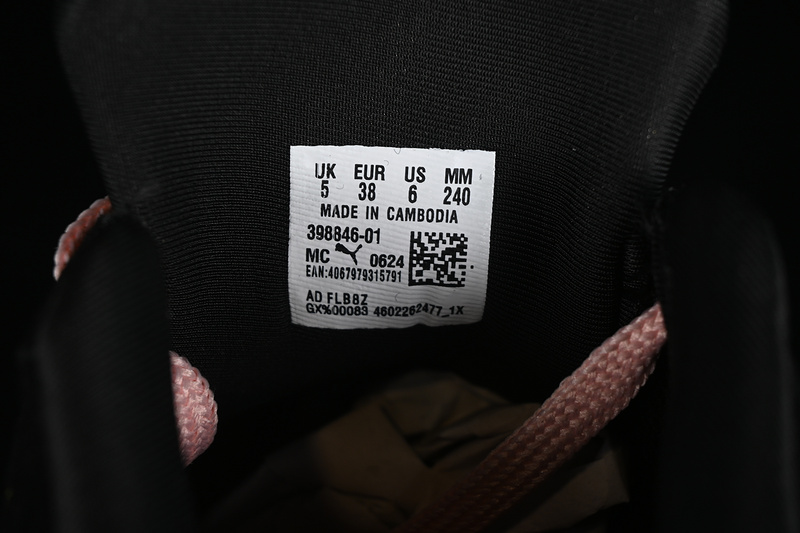 UK EUR US MM
5 38 6 240
MADE IN CAMBODIA
398846-01
MC 0624
EAN:4067979315791
AD FLB8Z
GX%00083 4602262477_1X